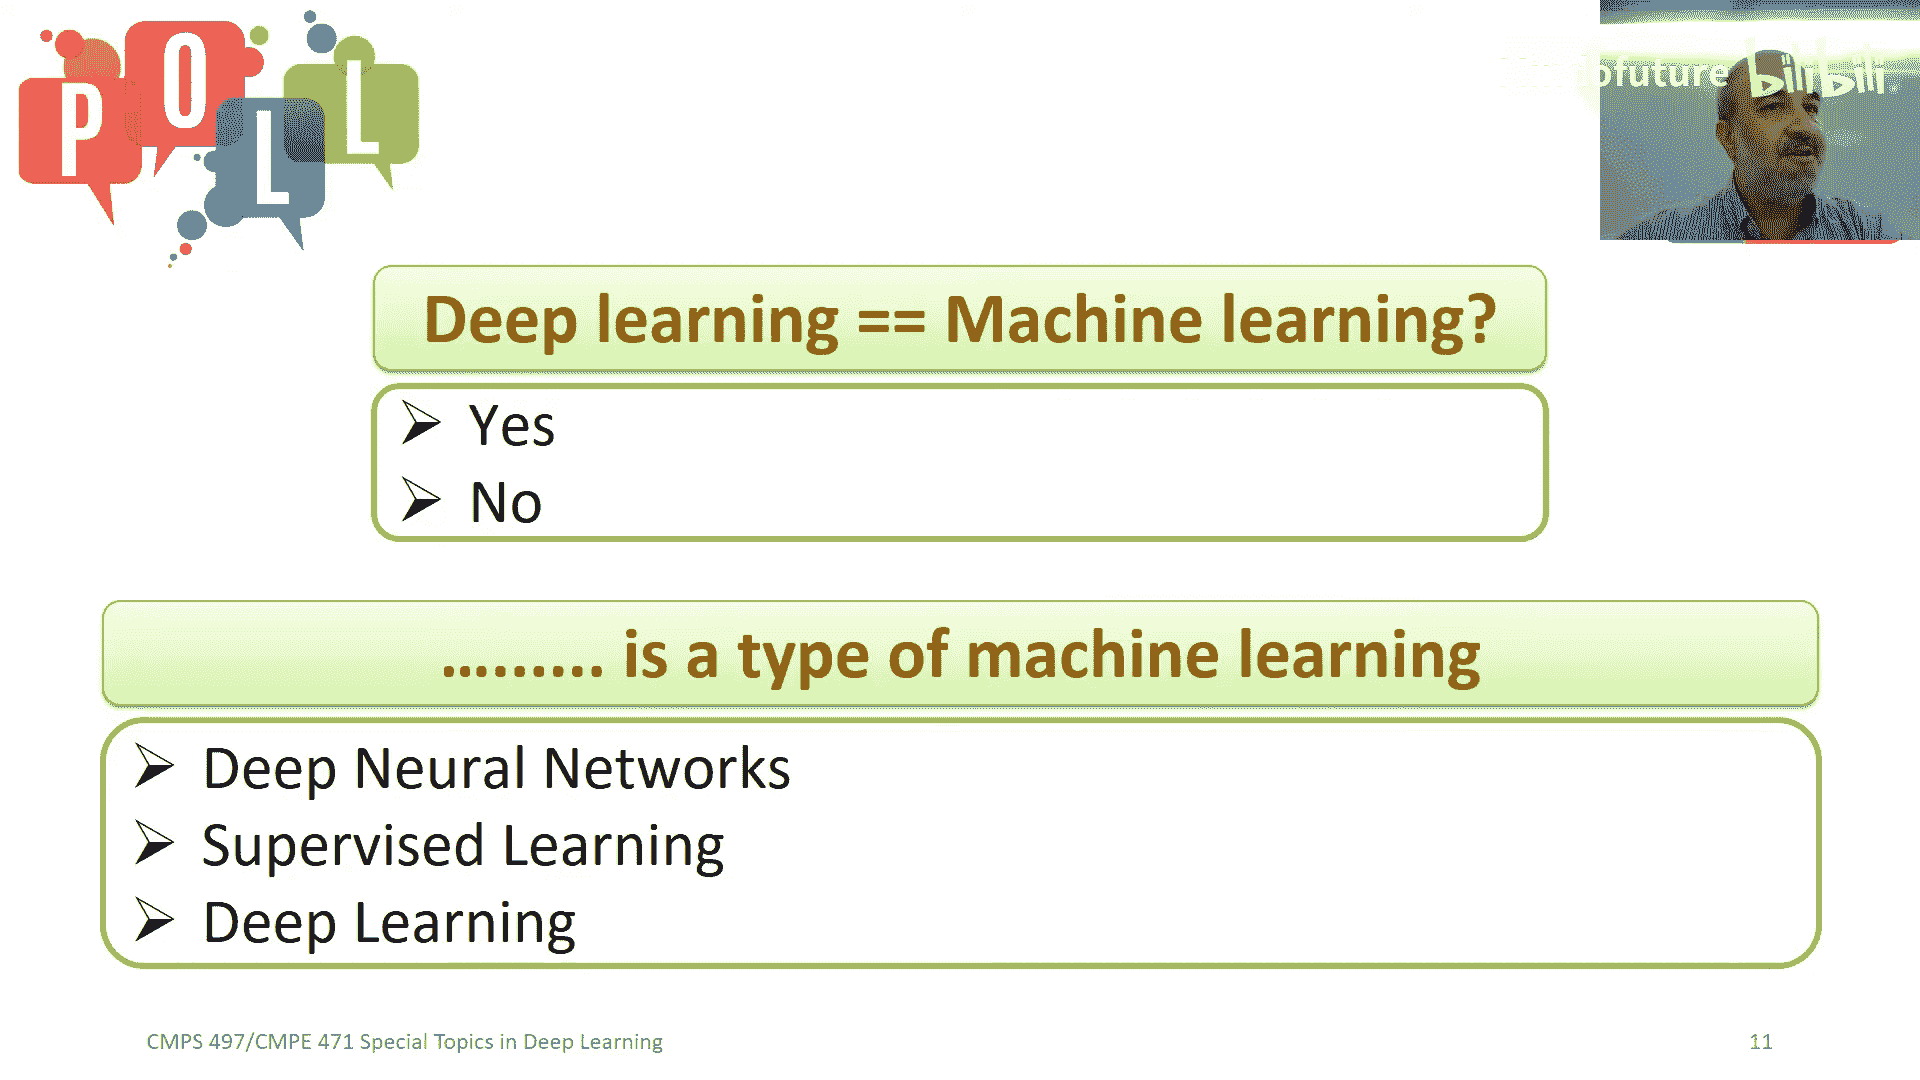 POLL
bilibili
Deep learning == Machine learning?
➢ Yes
➢ No
……... is a type of machine learning
➢ Deep Neural Networks
➢ Supervised Learning
➢ Deep Learning
CMPS 497/CMPE 471 Special Topics in Deep Learning
11